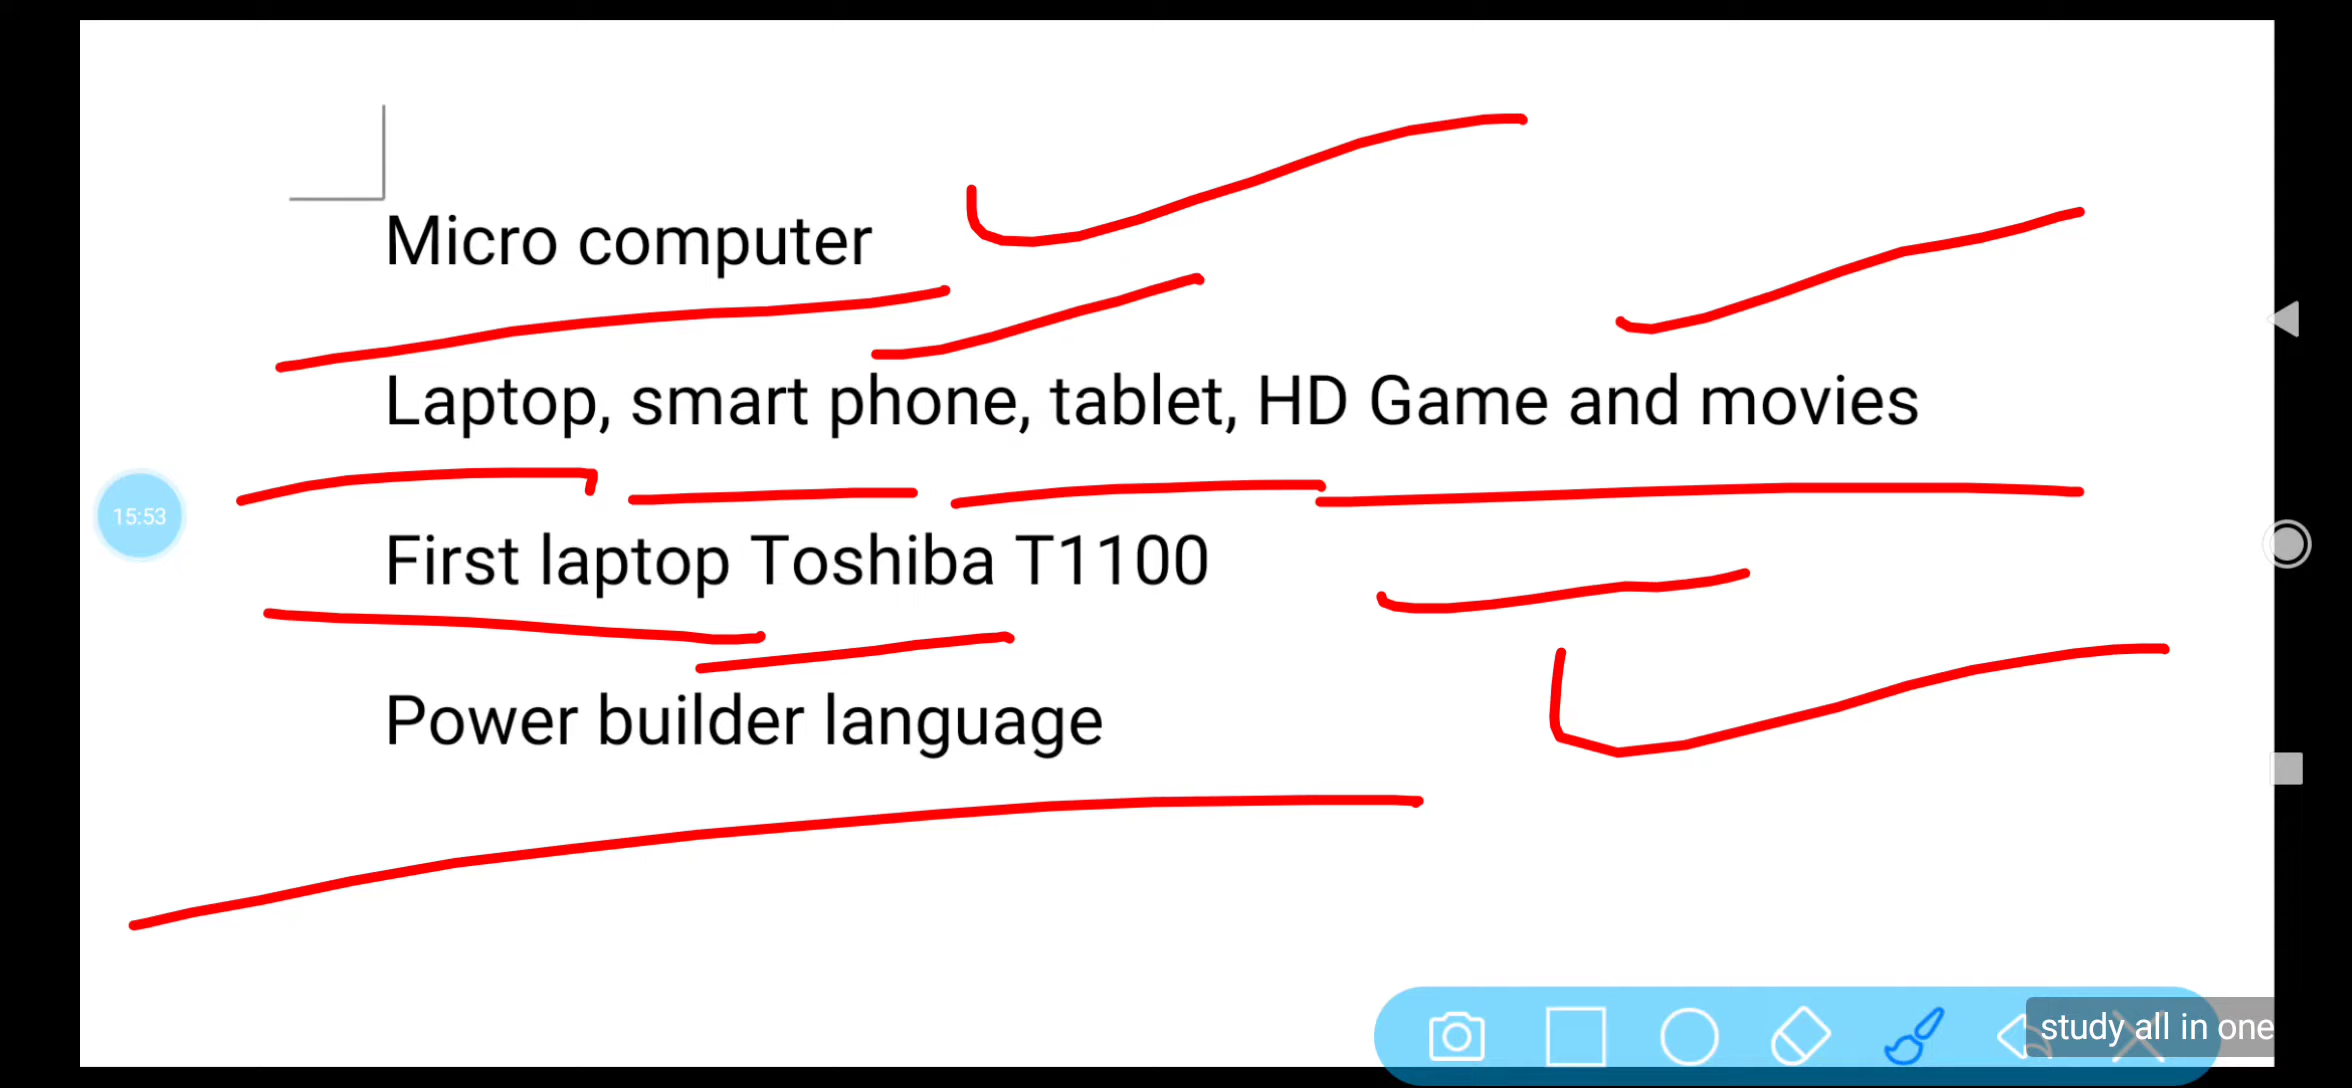 Micro computer
Laptop, smart phone, tablet, HD Game and movies
15:53
First laptop Toshiba T1100
Power builder language
study all in one